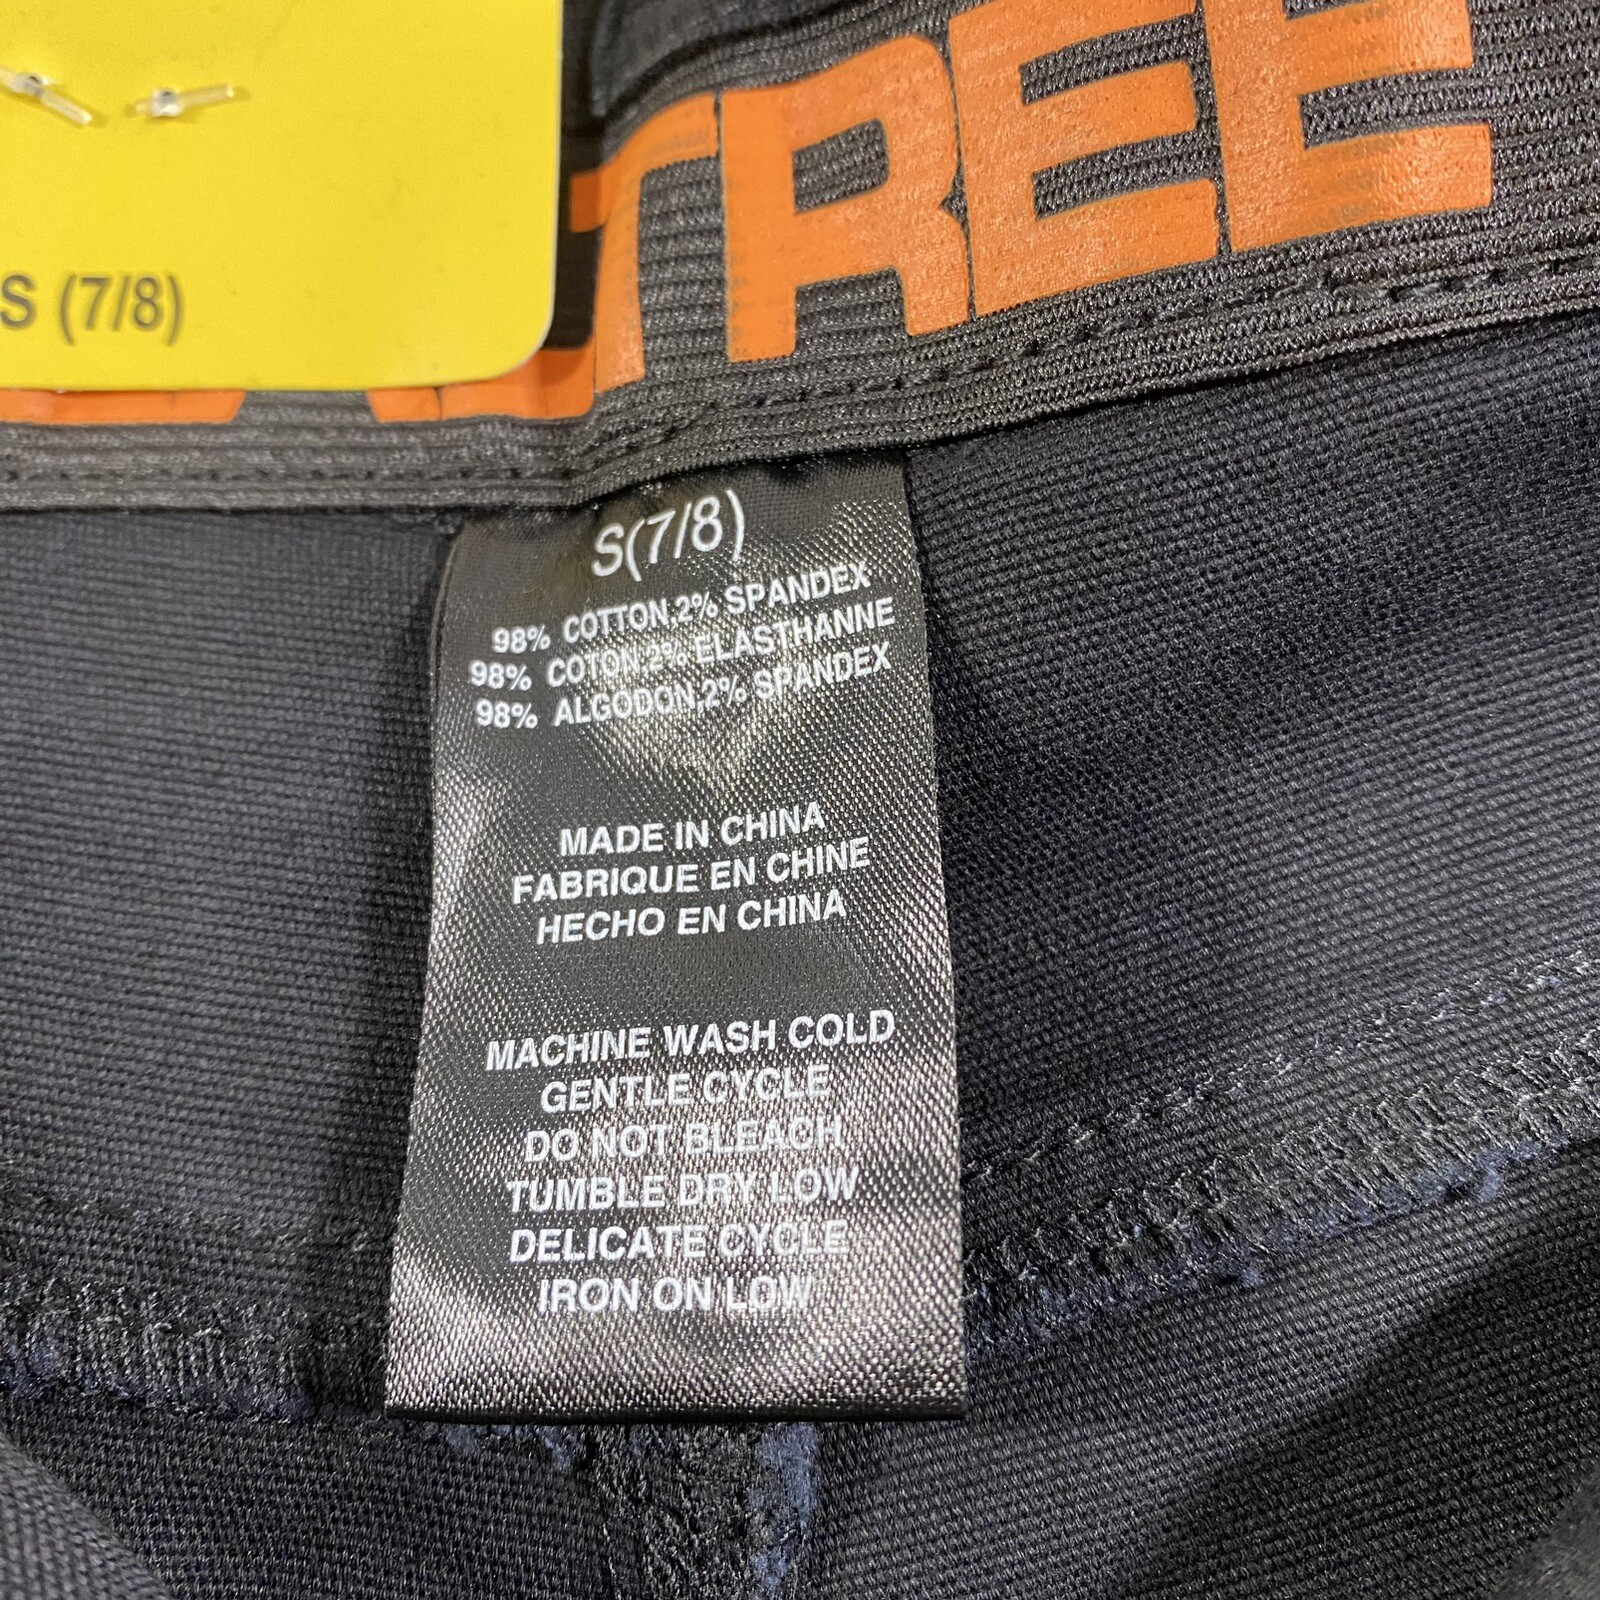 TREE
S (7/8)
S(7/8)
98% COTTON,2% SPANDEX
98% COTON,2% ELASTHANNE
98% ALGODON,2% SPANDEX
MADE IN CHINA
FABRIQUE EN CHINE
HECHO EN CHINA
MACHINE WASH COLD
GENTLE CYCLE
DO NOT BLEACH
TUMBLE DRY LOW
DELICATE CYCLE
IRON ON LOW